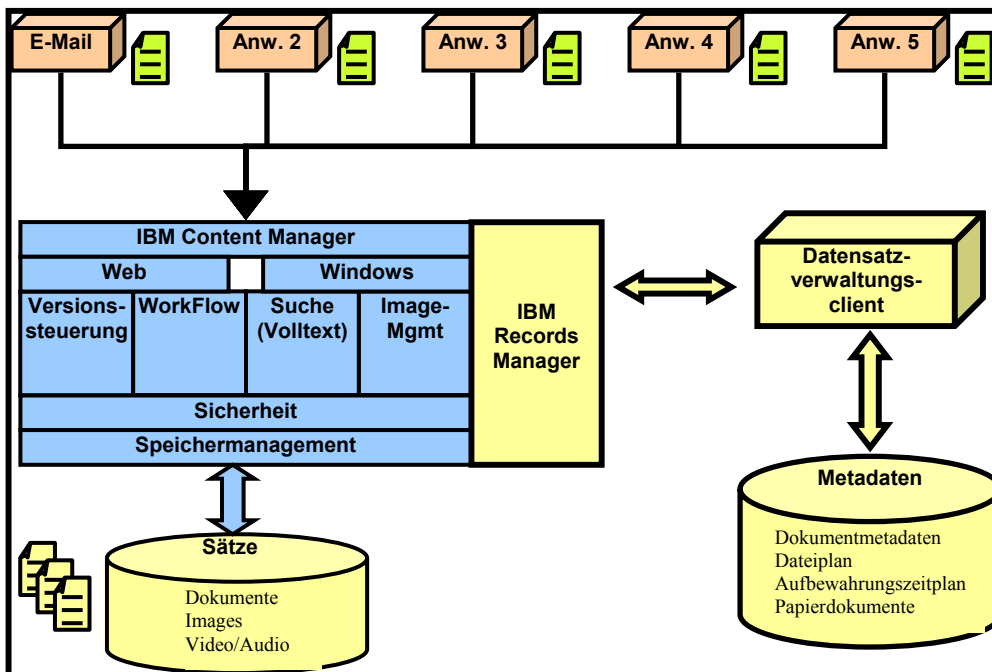 E-Mail
Anw. 2
Anw. 3
Anw. 4
Anw. 5
IBM Content Manager
Web
Windows
Versions-
steuerung
WorkFlow
Suche
(Volltext)
Image-
Mgmt
Sicherheit
Speichermanagement
IBM
Records
Manager
Datensatz-
verwaltungs-
client
Sätze
Dokumente
Images
Video/Audio
Metadaten
Dokumentmetadaten
Dateiplan
Aufbewahrungszeitplan
Papierdokumente